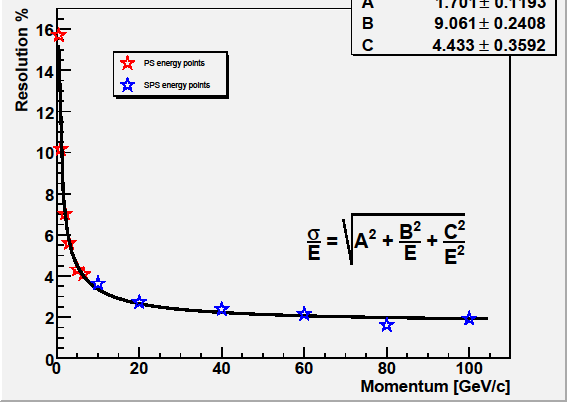 A 1.701 ± 0.1193
B 9.061 ± 0.2408
C 4.433 ± 0.3592
Resolution %
16
14
12
10
8
6
4
2
0
PS energy points
SPS energy points
σ/E = √(A² + B²/E + C²/E²)
0 20 40 60 80 100
Momentum [GeV/c]